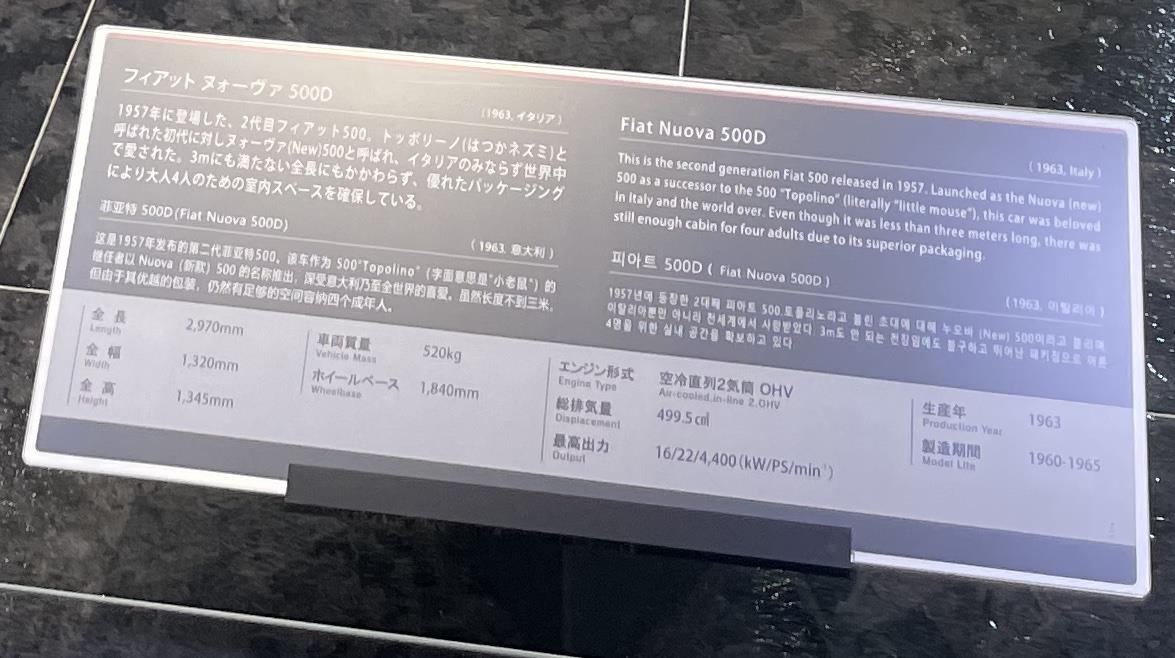 フィアット ヌォーヴァ 500D
(1963, イタリア)
1957年に登場した、2代目フィアット500。トッポリーノ(はつかネズミ)と
呼ばれた初代に対しヌォーヴァ(New)500と呼ばれ、イタリアのみならず世界中
で愛された。3mにも満たない全長にもかかわらず、優れたパッケージング
により大人4人のための室内スペースを確保している。
菲亚特 500D(Fiat Nuova 500D)
(1963, 意大利)
这是1957年发布的第二代菲亚特500。该车作为 500"Topolino" (字面意思是"小老鼠") 的
继任者以 Nuova (新款) 500 的名称推出，深受意大利乃至全世界的喜爱。虽然长度不到三米，
但由于其优越的包装，仍然有足够的空间容纳四个成年人。
Fiat Nuova 500D
(1963, Italy)
This is the second generation Fiat 500 released in 1957. Launched as the Nuova (new)
500 as a successor to the 500 "Topolino" (literally "little mouse"), this car was beloved
in Italy and the world over. Even though it was less than three meters long, there was
still enough cabin for four adults due to its superior packaging.
피아트 500D ( Fiat Nuova 500D )
(1963, 이탈리아)
1957년에 등장한 2대째 피아트 500.토폴리노라고 불린 초대에 대해 누오바 (New) 500이라고 불리며
이탈리아뿐만 아니라 전세계에서 사랑받았다. 3m도 안 되는 전장임에도 불구하고 뛰어난 패키징으로 어른
4명을 위한 실내 공간을 확보하고 있다.
全 長 2,970mm
Length
全 幅 1,320mm
Width
全 高 1,345mm
Height
車両質量 520kg
Vehicle Mass
ホイールベース 1,840mm
Wheelbase
エンジン形式 空冷直列2気筒 OHV
Engine Type Air-cooled,in-line 2,OHV
総排気量 499.5㎤
Displacement
最高出力 16/22/4,400(kW/PS/min⁻¹)
Output
生産年 1963
Production Year
製造期間 1960-1965
Model Life